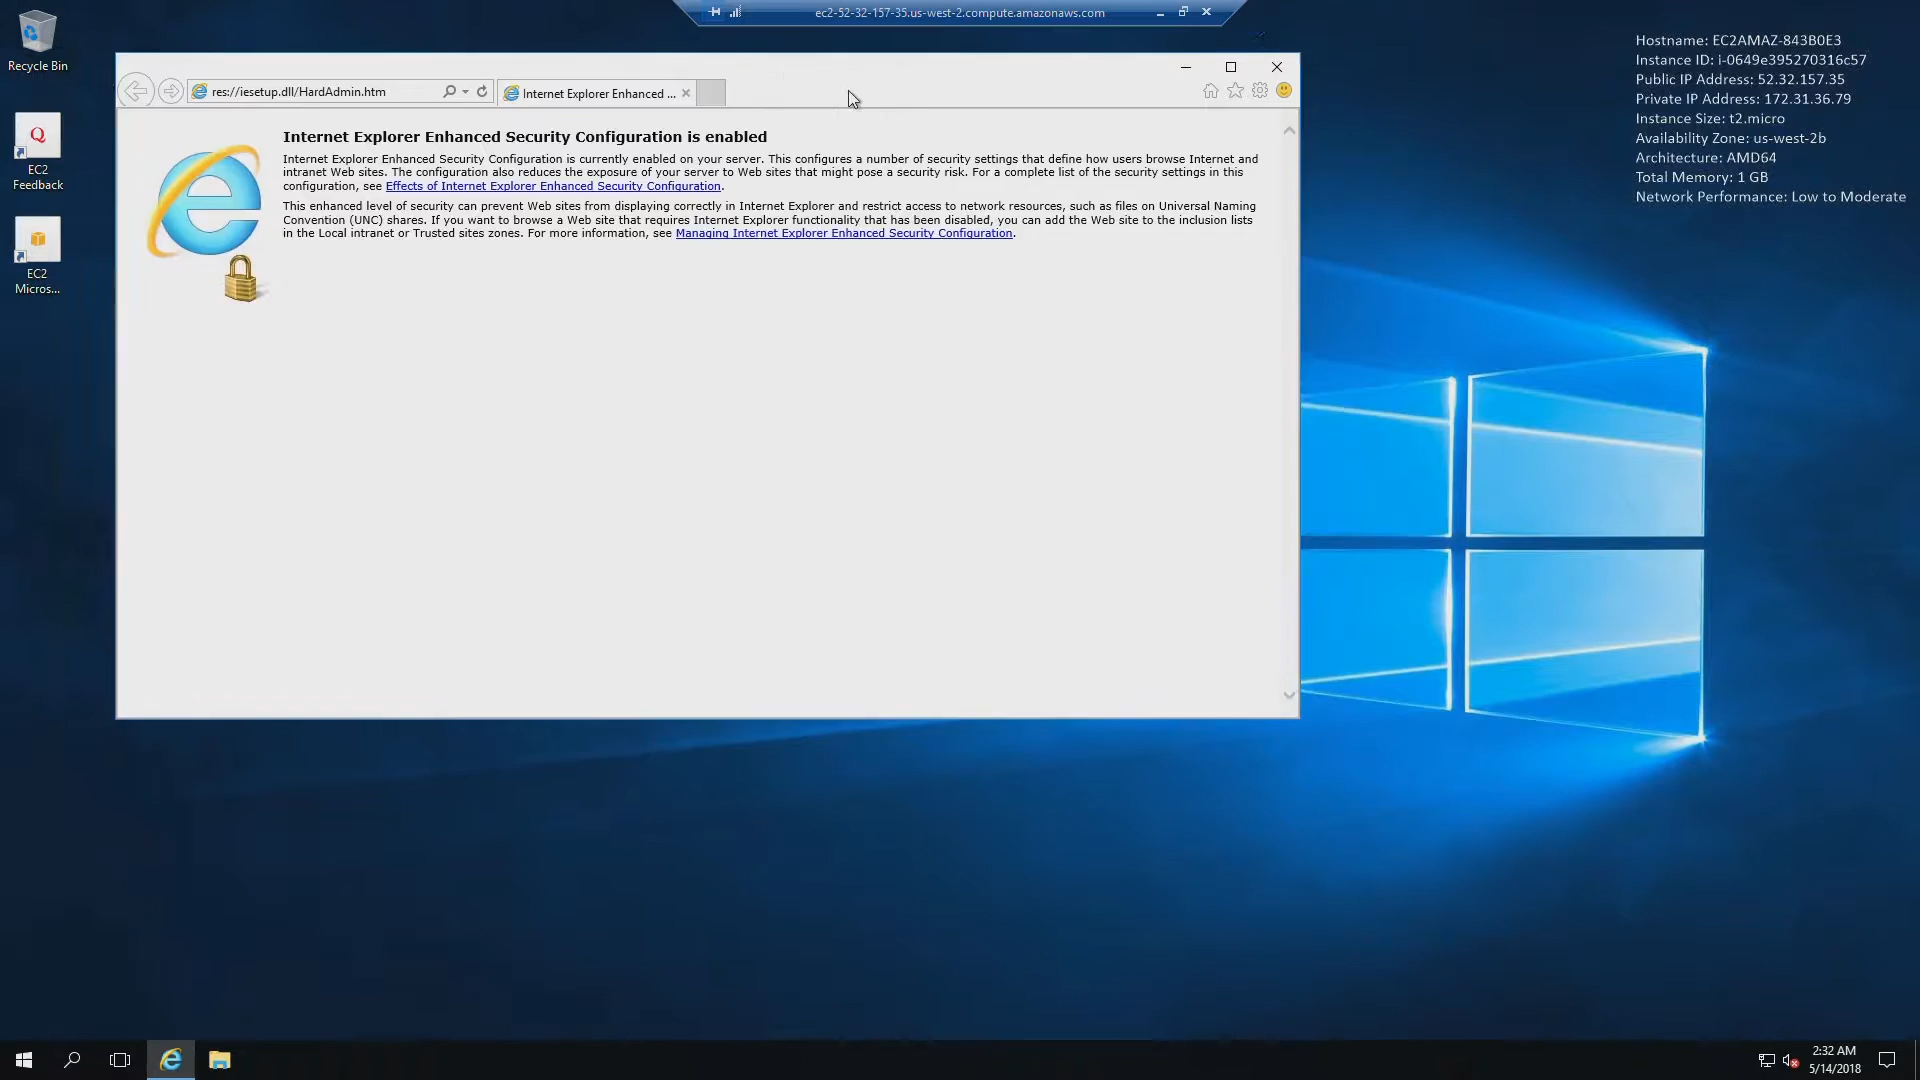 ec2-52-32-157-35.us-west-2.compute.amazonaws.com
Recycle Bin
EC2
Feedback
EC2
Micros...
res://iesetup.dll/HardAdmin.htm
Internet Explorer Enhanced ...
Internet Explorer Enhanced Security Configuration is enabled
Internet Explorer Enhanced Security Configuration is currently enabled on your server. This configures a number of security settings that define how users browse Internet and
intranet Web sites. The configuration also reduces the exposure of your server to Web sites that might pose a security risk. For a complete list of the security settings in this
configuration, see Effects of Internet Explorer Enhanced Security Configuration.
This enhanced level of security can prevent Web sites from displaying correctly in Internet Explorer and restrict access to network resources, such as files on Universal Naming
Convention (UNC) shares. If you want to browse a Web site that requires Internet Explorer functionality that has been disabled, you can add the Web site to the inclusion lists
in the Local intranet or Trusted sites zones. For more information, see Managing Internet Explorer Enhanced Security Configuration.
Hostname: EC2AMAZ-843B0E3
Instance ID: i-0649e395270316c57
Public IP Address: 52.32.157.35
Private IP Address: 172.31.36.79
Instance Size: t2.micro
Availability Zone: us-west-2b
Architecture: AMD64
Total Memory: 1 GB
Network Performance: Low to Moderate
2:32 AM
5/14/2018